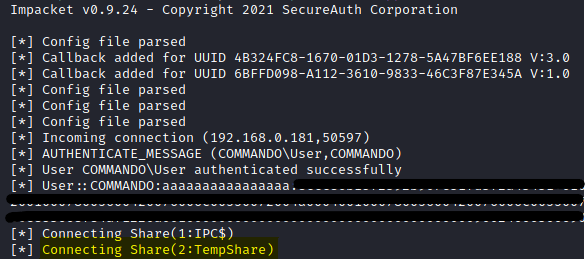 Impacket v0.9.24 - Copyright 2021 SecureAuth Corporation
[*] Config file parsed
[*] Callback added for UUID 4B324FC8-1670-01D3-1278-5A47BF6EE188 V:3.0
[*] Callback added for UUID 6BFFD098-A112-3610-9833-46C3F87E345A V:1.0
[*] Config file parsed
[*] Config file parsed
[*] Config file parsed
[*] Incoming connection (192.168.0.181,50597)
[*] AUTHENTICATE_MESSAGE (COMMANDO\User,COMMANDO)
[*] User COMMANDO\User authenticated successfully
[*] User::COMMANDO:aaaaaaaaaaaaaaaa:
[*] Connecting Share(1:IPC$)
[*] Connecting Share(2:TempShare)